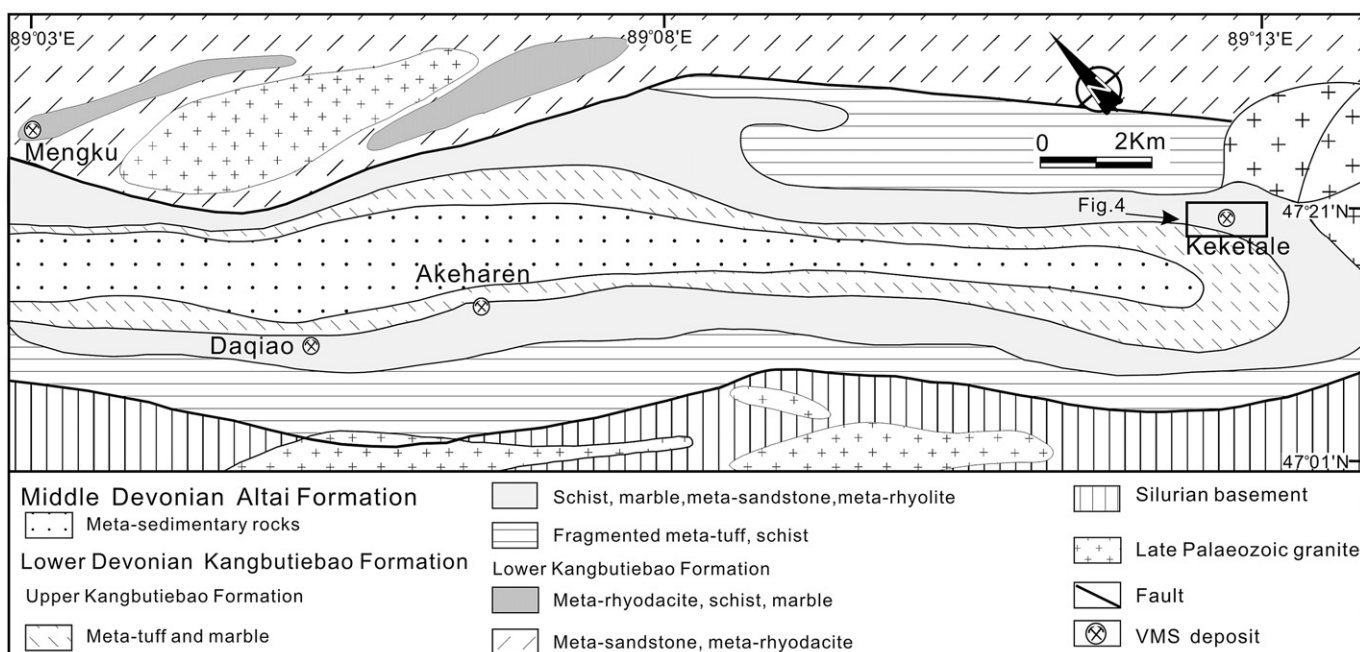 89°03'E
89°08'E
89°13'E
Mengku
0 2Km
Fig.4
47°21'N
Keketale
Akeharen
Daqiao
47°01'N
Middle Devonian Altai Formation
Meta-sedimentary rocks
Lower Devonian Kangbutiebao Formation
Upper Kangbutiebao Formation
Meta-tuff and marble
Schist, marble,meta-sandstone,meta-rhyolite
Fragmented meta-tuff, schist
Lower Kangbutiebao Formation
Meta-rhyodacite, schist, marble
Meta-sandstone, meta-rhyodacite
Silurian basement
Late Palaeozoic granite
Fault
VMS deposit